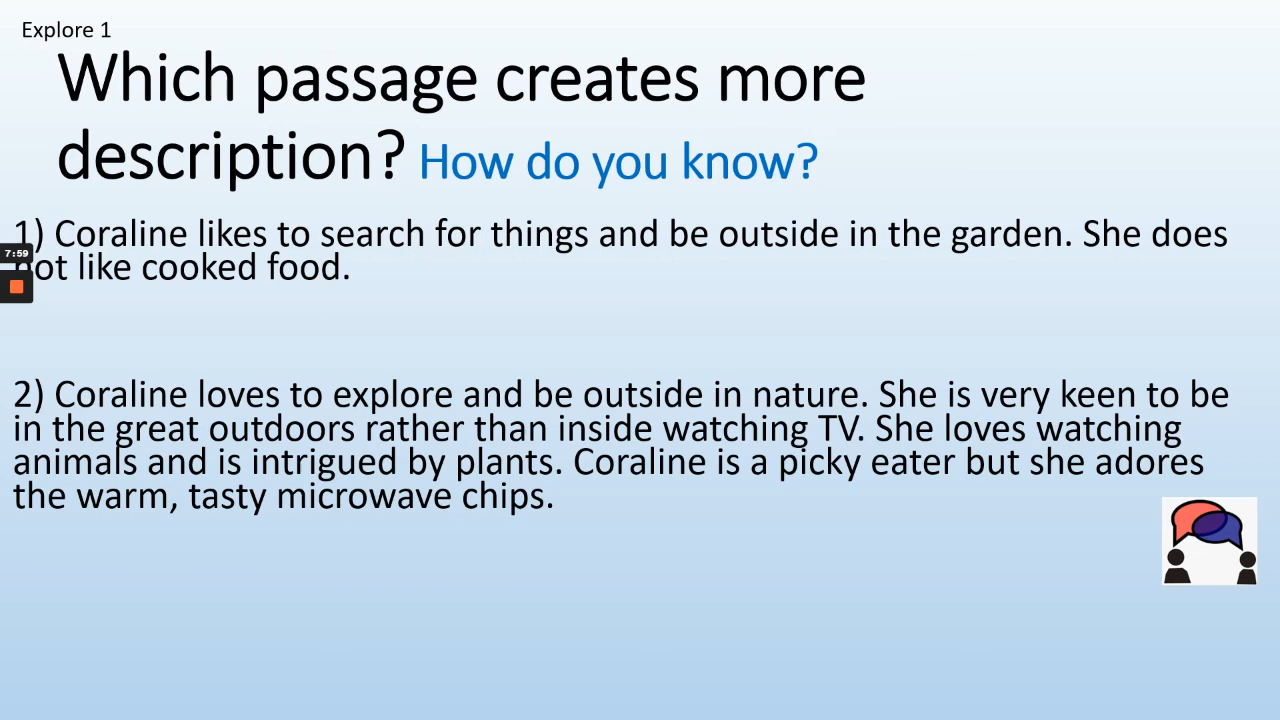 Explore 1
Which passage creates more
description? How do you know?
1) Coraline likes to search for things and be outside in the garden. She does
7:59
not like cooked food.
2) Coraline loves to explore and be outside in nature. She is very keen to be
in the great outdoors rather than inside watching TV. She loves watching
animals and is intrigued by plants. Coraline is a picky eater but she adores
the warm, tasty microwave chips.